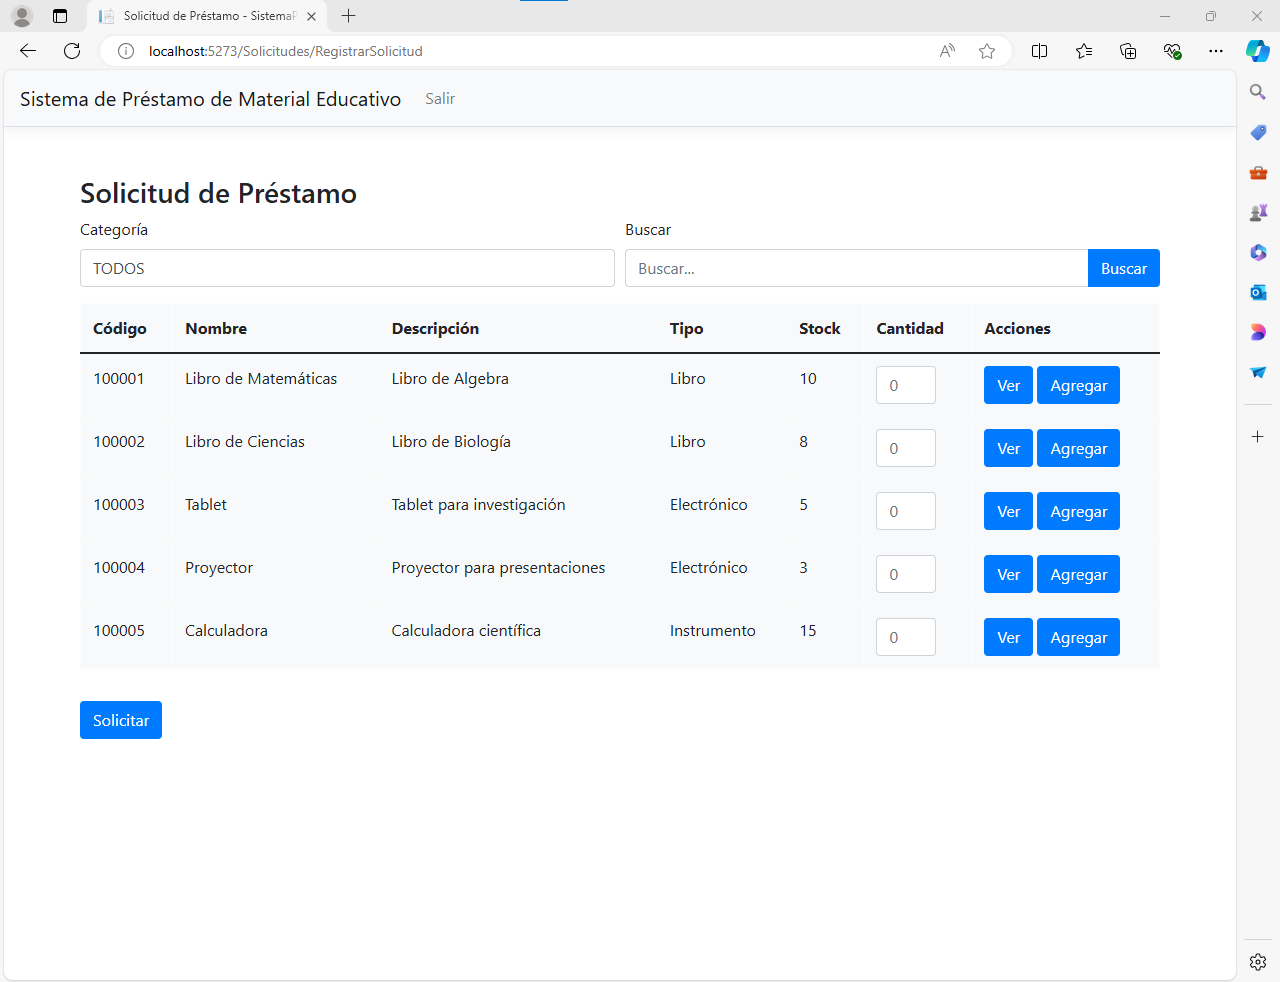 Solicitud de Préstamo - SistemaP
localhost:5273/Solicitudes/RegistrarSolicitud
Sistema de Préstamo de Material Educativo Salir
Solicitud de Préstamo
Categoría Buscar
TODOS Buscar... Buscar
Código Nombre Descripción Tipo Stock Cantidad Acciones
100001 Libro de Matemáticas Libro de Algebra Libro 10 0 Ver Agregar
100002 Libro de Ciencias Libro de Biología Libro 8 0 Ver Agregar
100003 Tablet Tablet para investigación Electrónico 5 0 Ver Agregar
100004 Proyector Proyector para presentaciones Electrónico 3 0 Ver Agregar
100005 Calculadora Calculadora científica Instrumento 15 0 Ver Agregar
Solicitar